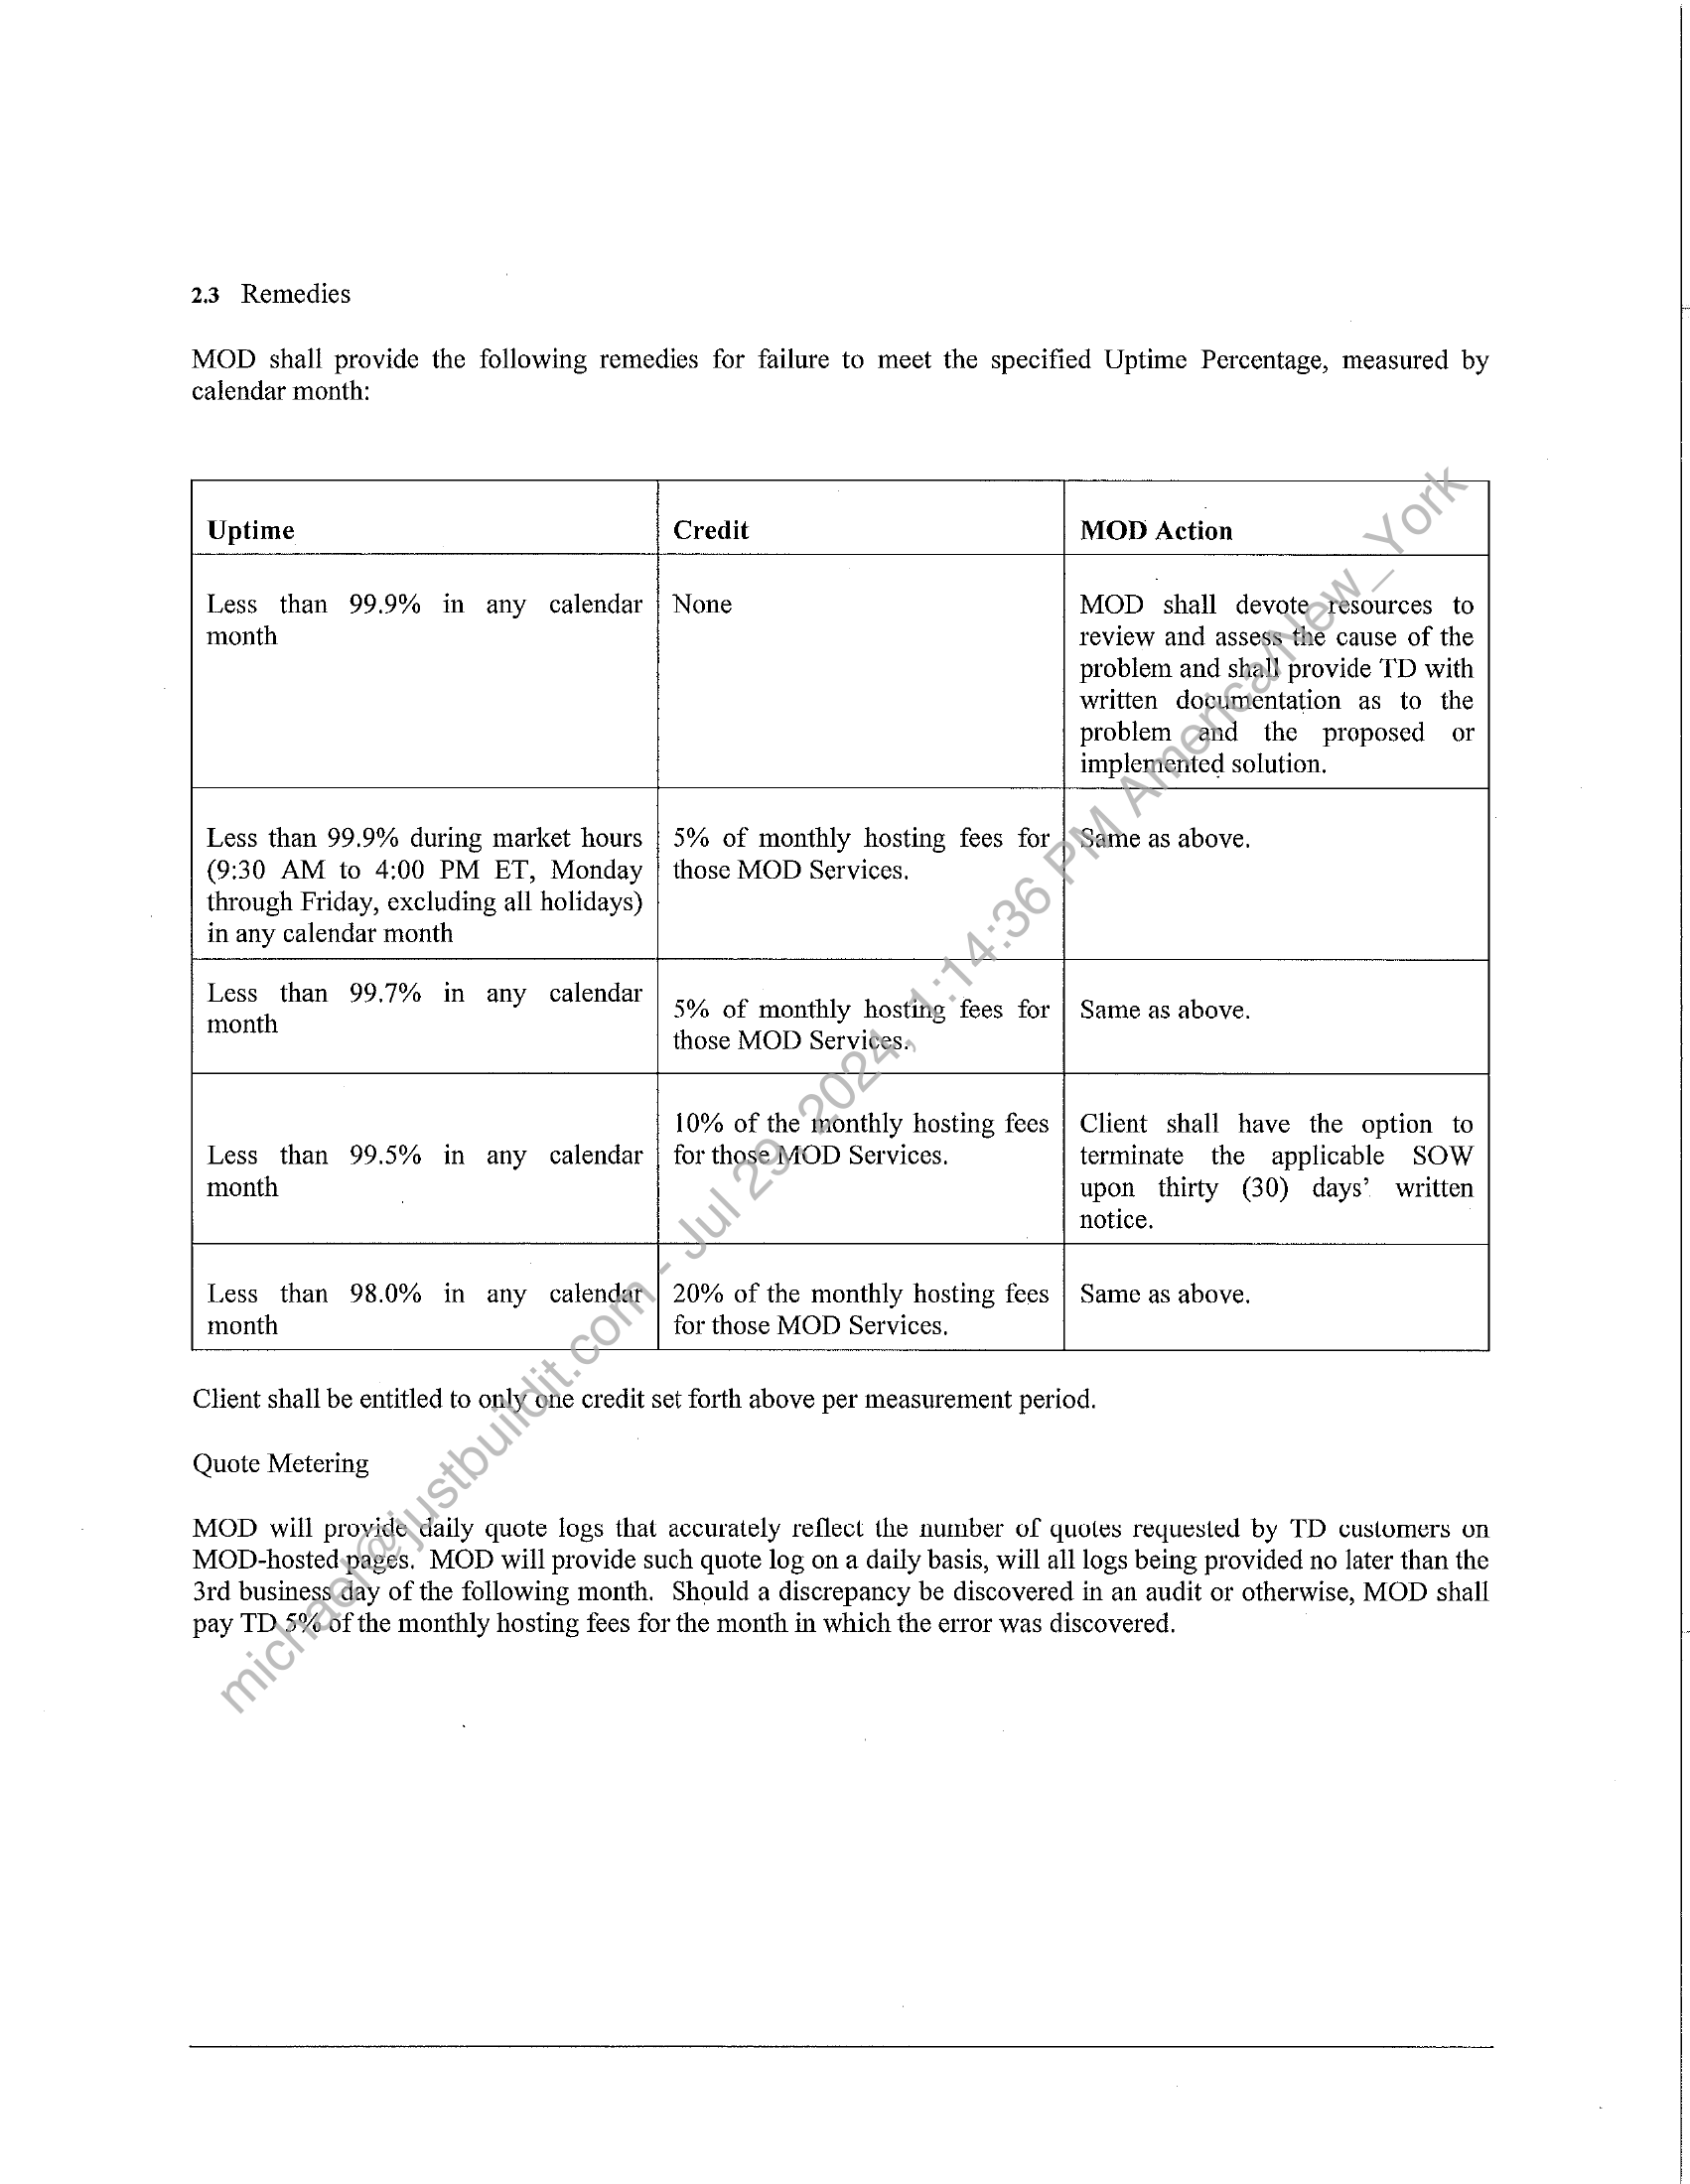 2.3 Remedies
MOD shall provide the following remedies for failure to meet the specified Uptime Percentage, measured by
calendar month:
Uptime
Credit
MOD Action
Less than 99.9% in any calendar
month
None
MOD shall devote resources to
review and assess the cause of the
problem and shall provide TD with
written documentation as to the
problem and the proposed or
implemented solution.
Less than 99.9% during market hours
(9:30 AM to 4:00 PM ET, Monday
through Friday, excluding all holidays)
in any calendar month
5% of monthly hosting fees for
those MOD Services.
Same as above.
Less than 99.7% in any calendar
month
5% of monthly hosting fees for
those MOD Services.
Same as above.
Less than 99.5% in any calendar
month
10% of the monthly hosting fees
for those MOD Services.
Client shall have the option to
terminate the applicable SOW
upon thirty (30) days' written
notice.
Less than 98.0% in any calendar
month
20% of the monthly hosting fees
for those MOD Services.
Same as above.
Client shall be entitled to only one credit set forth above per measurement period.
Quote Metering
MOD will provide daily quote logs that accurately reflect the number of quotes requested by TD customers on
MOD-hosted pages. MOD will provide such quote log on a daily basis, will all logs being provided no later than the
3rd business day of the following month. Should a discrepancy be discovered in an audit or otherwise, MOD shall
pay TD 5% of the monthly hosting fees for the month in which the error was discovered.
michael@justbuildit.com - Jul 29, 2024, 1:14:36 PM America/New_York